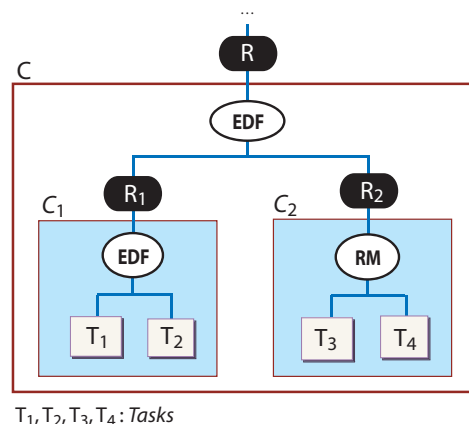 ...
R
C
EDF
R₁ R₂
C₁ C₂
EDF RM
T₁ T₂ T₃ T₄
T₁, T₂, T₃, T₄ : Tasks